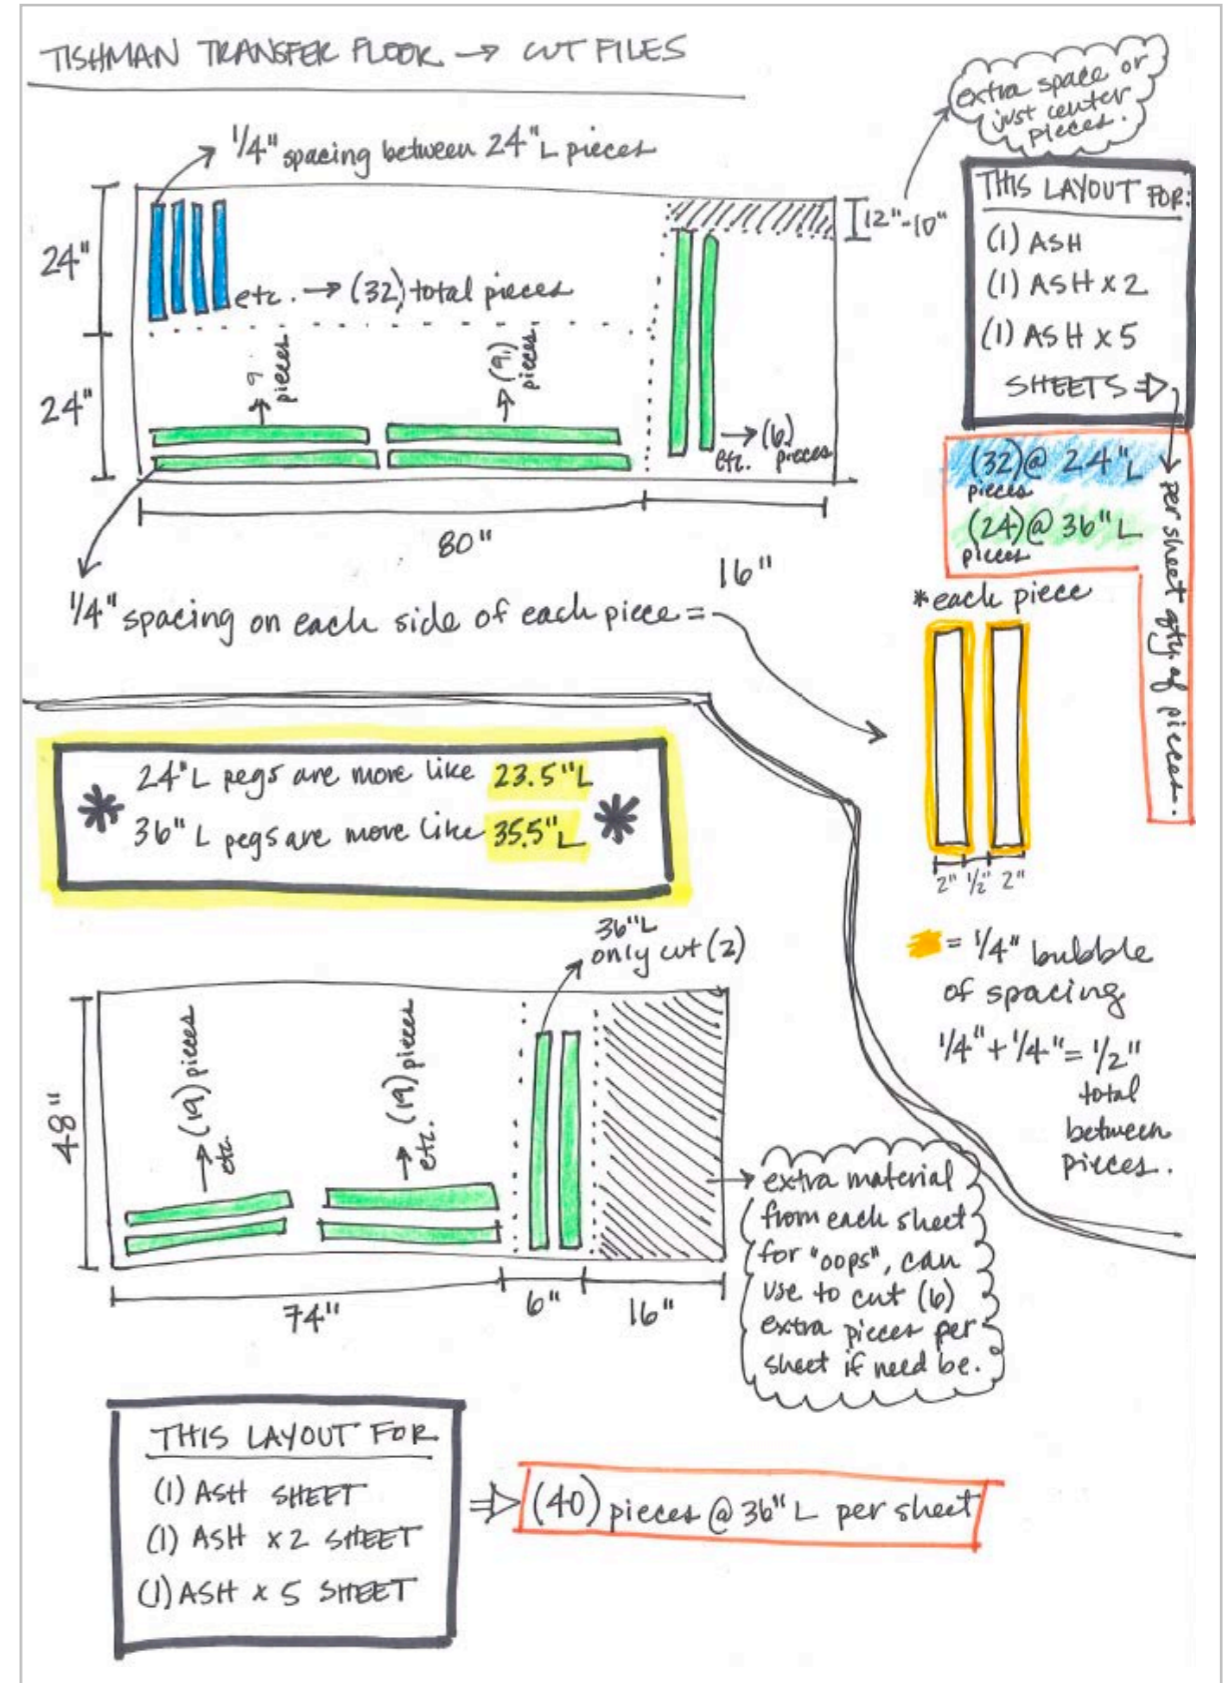 TISHMAN TRANSFER FLOOR → CUT FILES
extra space or
just center
pieces.
1/4" spacing between 24" L pieces
24"
etc. → (32) total pieces
12"-10"
THIS LAYOUT FOR:
(1) ASH
(1) ASH x 2
(1) ASH x 5
SHEETS ⇒
24"
→ 9
pieces
→ (9)
pieces
→ (6)
etc. pieces
(32) @ 24" L
pieces
(24) @ 36" L
pieces
per sheet qty. of pieces.
80"
16"
1/4" spacing on each side of each piece =
*each piece
2" 1/2" 2"
* 24" L pegs are more like 23.5" L *
36" L pegs are more like 35.5" L
= 1/4" bubble
of spacing
1/4" + 1/4" = 1/2"
total
between
pieces.
36" L
only cut (2)
48"
→ (19) pieces
etc.
→ (19) pieces
etc.
74"
6"
16"
extra material
from each sheet
for "oops", can
use to cut (6)
extra pieces per
sheet if need be.
THIS LAYOUT FOR
(1) ASH SHEET
(1) ASH x 2 SHEET
(1) ASH x 5 SHEET
⇒ (40) pieces @ 36" L per sheet